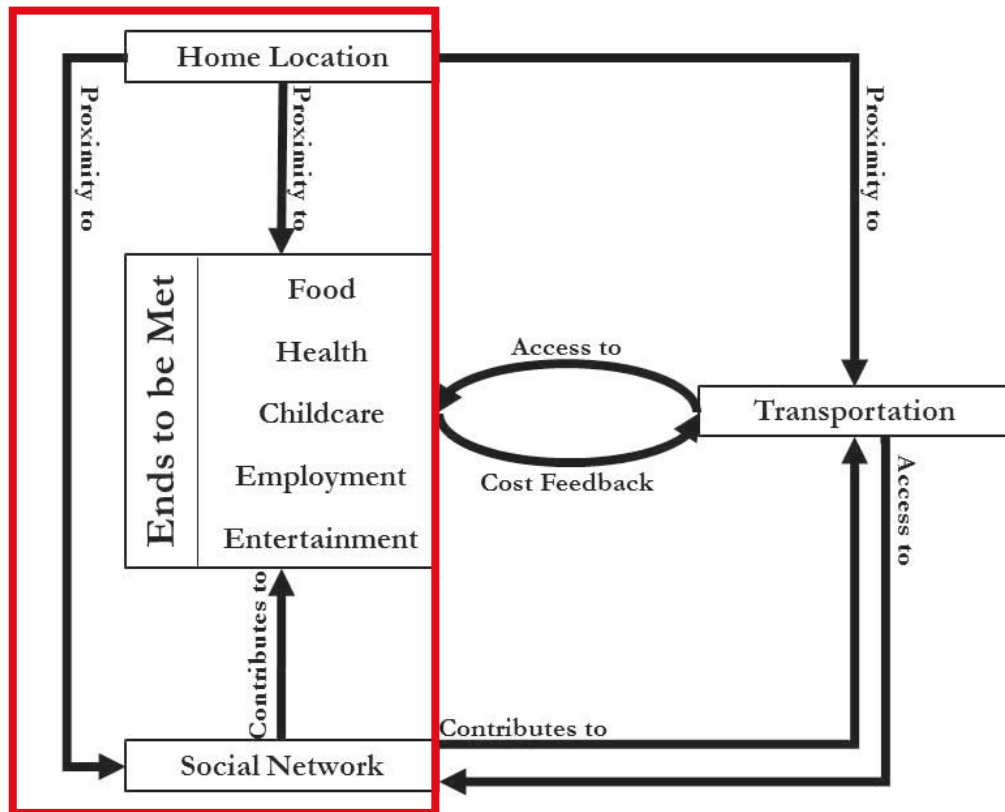 Home Location
Proximity to
Proximity to
Proximity to
Ends to be Met
Food
Health
Childcare
Employment
Entertainment
Access to
Cost Feedback
Transportation
Access to
Contributes to
Contributes to
Social Network